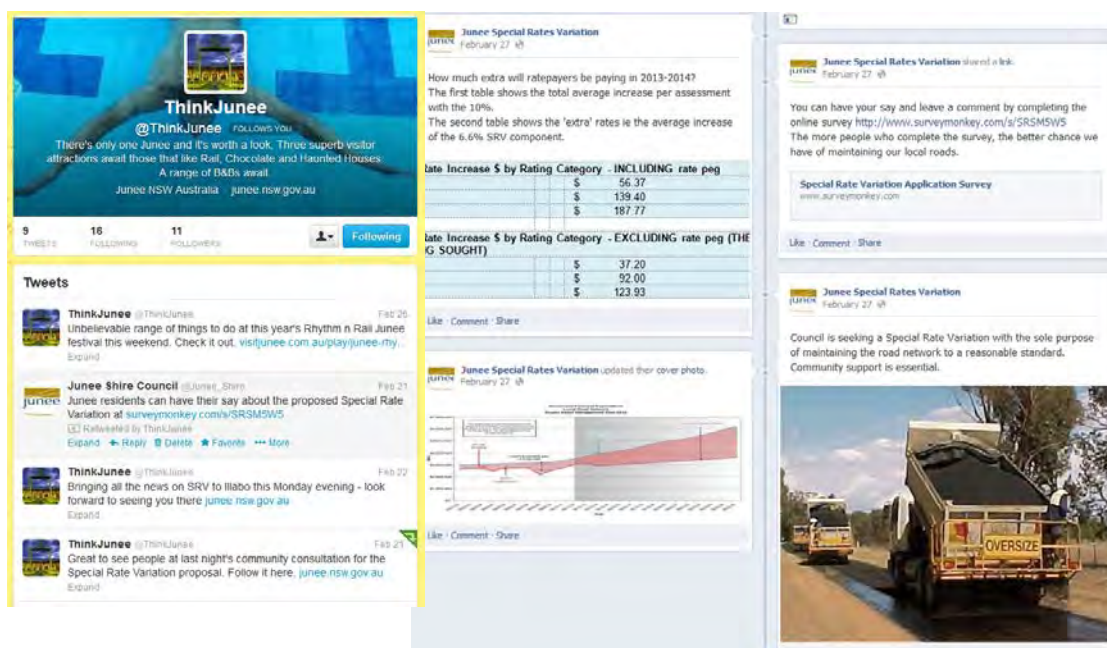 ThinkJunee
@ThinkJunee FOLLOWS YOU
There's only one Junee and it's worth a look, Three superb visitor
attractions await those that like Rail, Chocolate and Haunted Houses
A range of B&Bs await.
Junee NSW Australia junee.nsw.gov.au
9
TWEETS
16
FOLLOWING
11
FOLLOWERS
Following
Tweets
ThinkJunee @ThinkJunee
Unbelievable range of things to do at this year's Rhythm n Rail Junee
festival this weekend. Check it out. visitjunee.com.au/play/junee-rhy...
Expand
junee
Junee Shire Council @Junee_Shire Feb 21
Junee residents can have their say about the proposed Special Rate
Variation at surveymonkey.com/s/SRSM5W5
Retweeted by ThinkJunee
Expand Reply Delete Favorite More
ThinkJunee @ThinkJunee Feb 22
Bringing all the news on SRV to Illabo this Monday evening - look
forward to seeing you there junee.nsw.gov.au
Expand
ThinkJunee @ThinkJunee Feb 21
Great to see people at last night's community consultation for the
Special Rate Variation proposal. Follow it here. junee.nsw.gov.au
Expand
junee
Junee Special Rates Variation
February 27
How much extra will ratepayers be paying in 2013-2014?
The first table shows the total average increase per assessment
with the 10%.
The second table shows the 'extra' rates ie the average increase
of the 6.6% SRV component.
Rate Increase $ by Rating Category - INCLUDING rate peg
$ 56.37
$ 139.40
$ 187.77
Rate Increase $ by Rating Category - EXCLUDING rate peg (THE
G SOUGHT)
$ 37.20
$ 92.00
$ 123.93
Like · Comment · Share
junee
Junee Special Rates Variation updated their cover photo.
February 27
Like · Comment · Share
junee
Junee Special Rates Variation shared a link.
February 27
You can have your say and leave a comment by completing the
online survey http://www.surveymonkey.com/s/SRSM5W5
The more people who complete the survey, the better chance we
have of maintaining our local roads.
Special Rate Variation Application Survey
www.surveymonkey.com
Like · Comment · Share
junee
Junee Special Rates Variation
February 27
Council is seeking a Special Rate Variation with the sole purpose
of maintaining the road network to a reasonable standard.
Community support is essential.
OVERSIZE